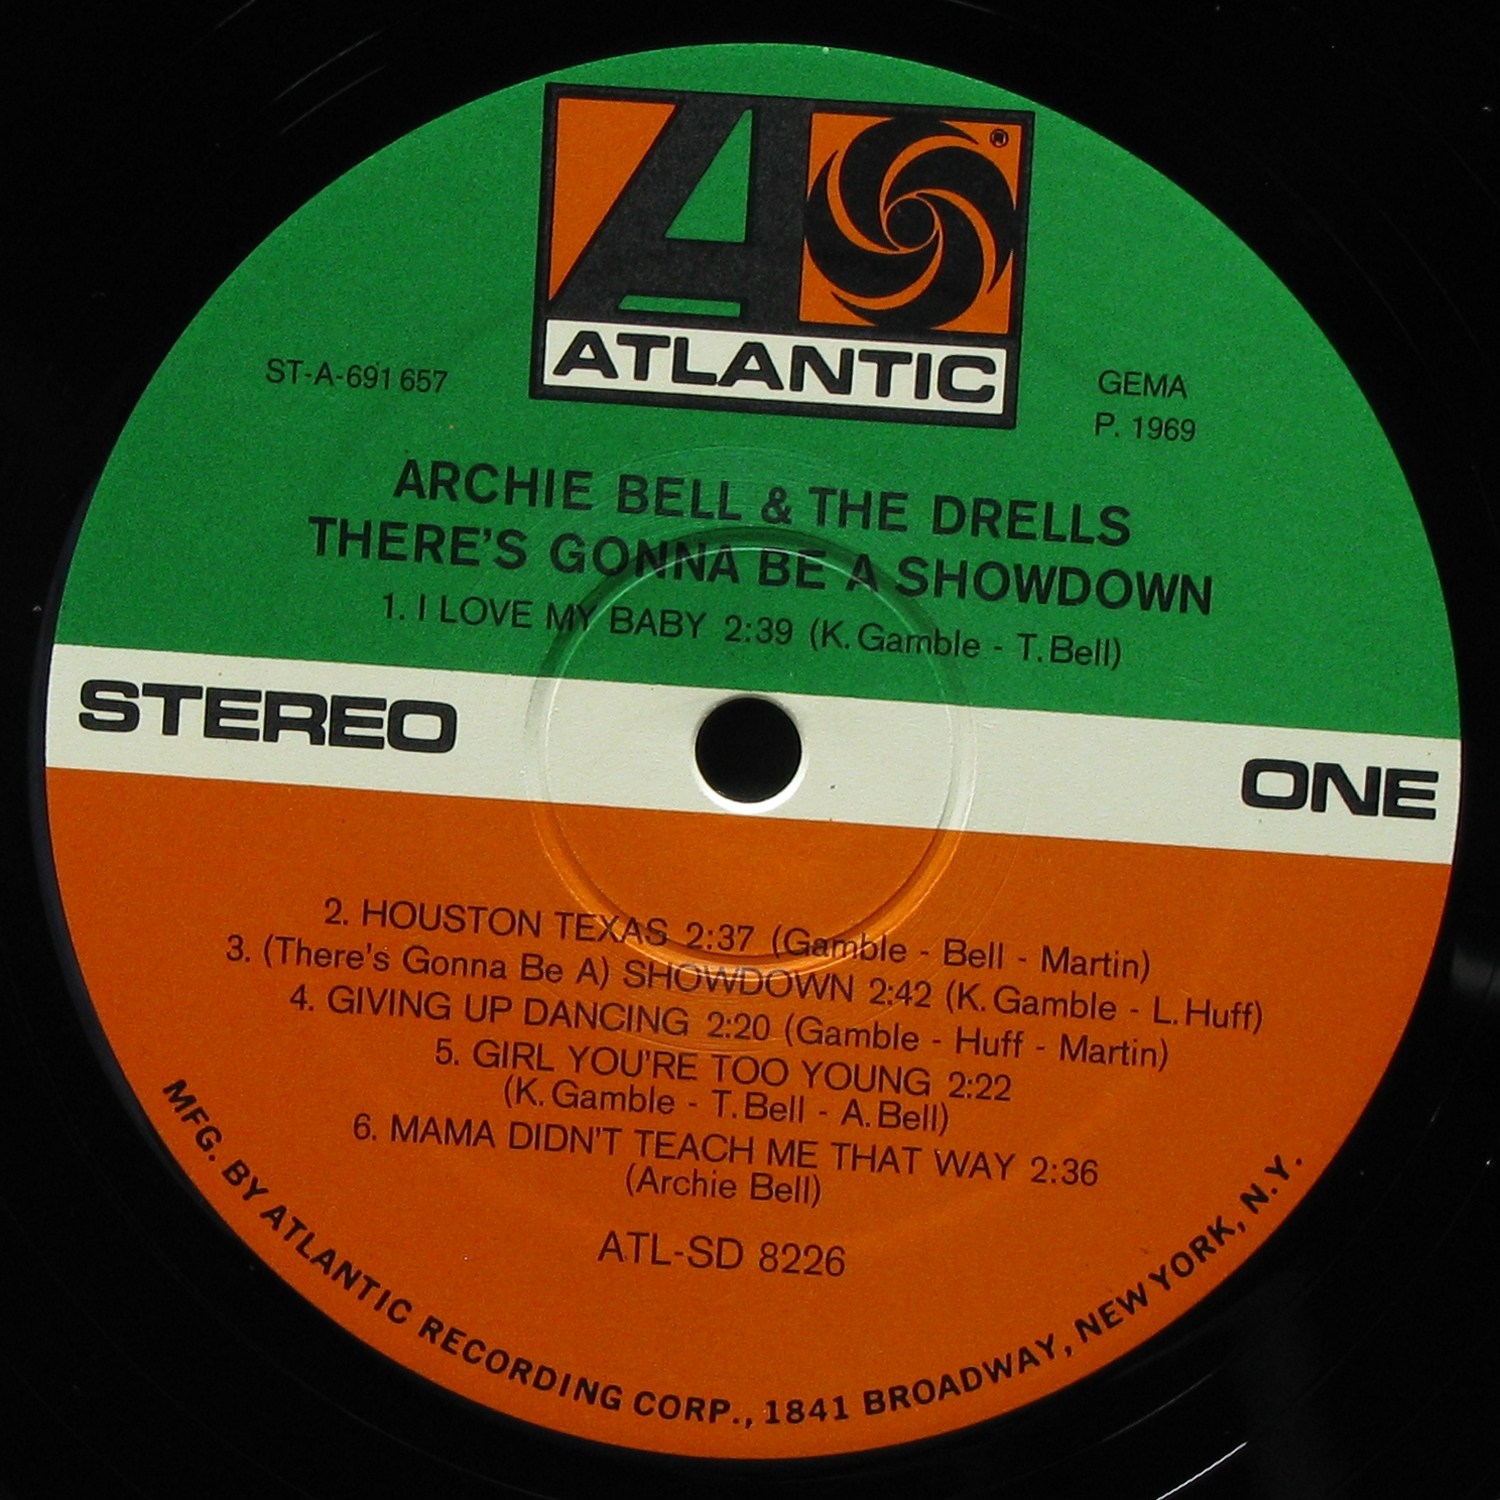 ATLANTIC
ST-A-691 657
GEMA
P. 1969
ARCHIE BELL & THE DRELLS
THERE'S GONNA BE A SHOWDOWN
1. I LOVE MY BABY 2:39 (K. Gamble - T. Bell)
STEREO
ONE
2. HOUSTON TEXAS 2:37 (Gamble - Bell - Martin)
3. (There's Gonna Be A) SHOWDOWN 2:42 (K. Gamble - L. Huff)
4. GIVING UP DANCING 2:20 (Gamble - Huff - Martin)
5. GIRL YOU'RE TOO YOUNG 2:22
(K. Gamble - T. Bell - A. Bell)
6. MAMA DIDN'T TEACH ME THAT WAY 2:36
(Archie Bell)
ATL-SD 8226
MFG. BY ATLANTIC RECORDING CORP., 1841 BROADWAY, NEW YORK, N.Y.